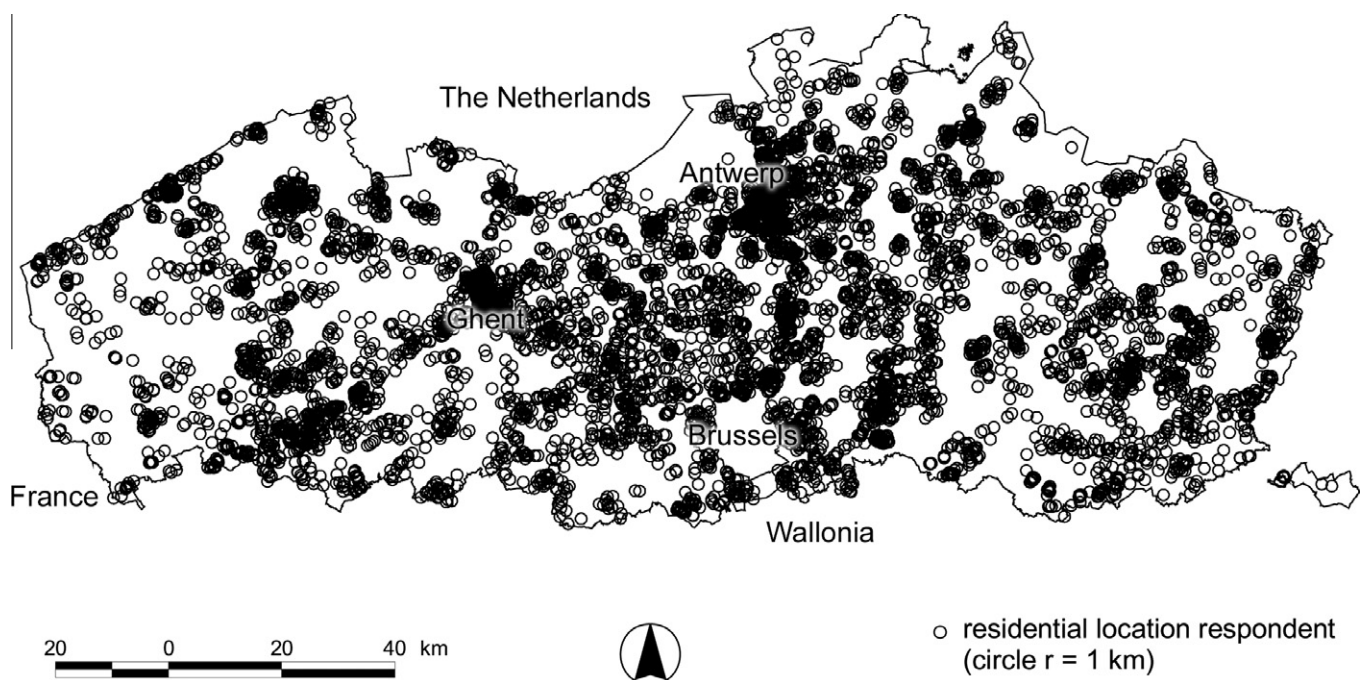 The Netherlands
Antwerp
Ghent
Brussels
France
Wallonia
20 0 20 40 km
residential location respondent
(circle r = 1 km)